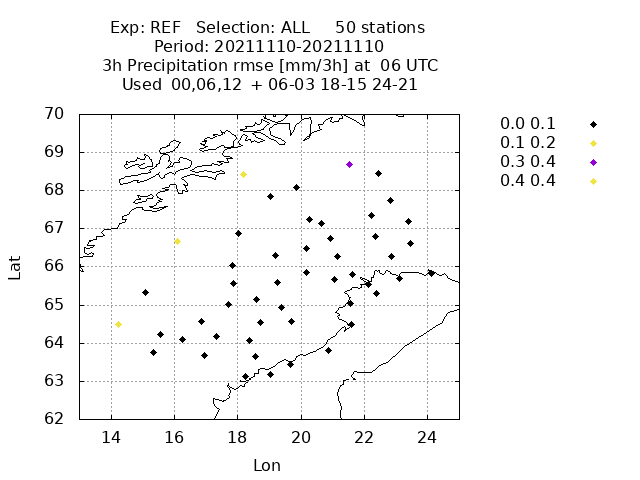 Exp: REF   Selection: ALL     50 stations
Period: 20211110-20211110
3h Precipitation rmse [mm/3h] at  06 UTC
Used  00,06,12  + 06-03 18-15 24-21
0.0 0.1
0.1 0.2
0.3 0.4
0.4 0.4
70
69
68
67
66
65
64
63
62
Lat
14 16 18 20 22 24
Lon